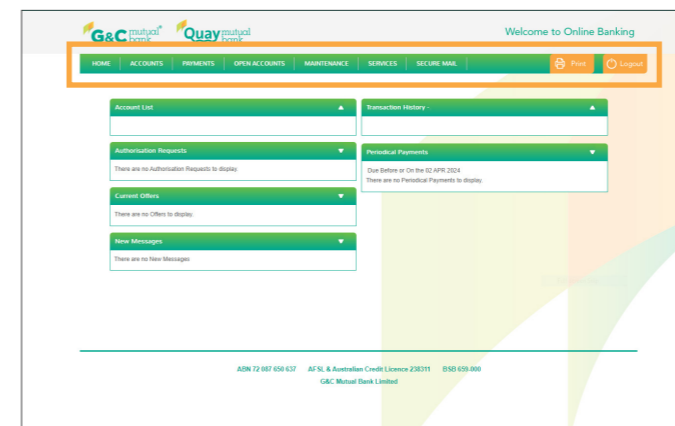 G&C mutual bank Quay mutual bank Welcome to Online Banking
HOME ACCOUNTS PAYMENTS OPEN ACCOUNTS MAINTENANCE SERVICES SECURE MAIL Print Logout
Account List
Transaction History -
Authorisation Requests
There are no Authorisation Requests to display.
Periodical Payments
Due Before or On the 02 APR 2024
There are no Periodical Payments to display.
Current Offers
There are no Offers to display.
New Messages
There are no New Messages.
ABN 72 087 650 637 AFSL & Australian Credit Licence 238311 BSB 659-000
G&C Mutual Bank Limited